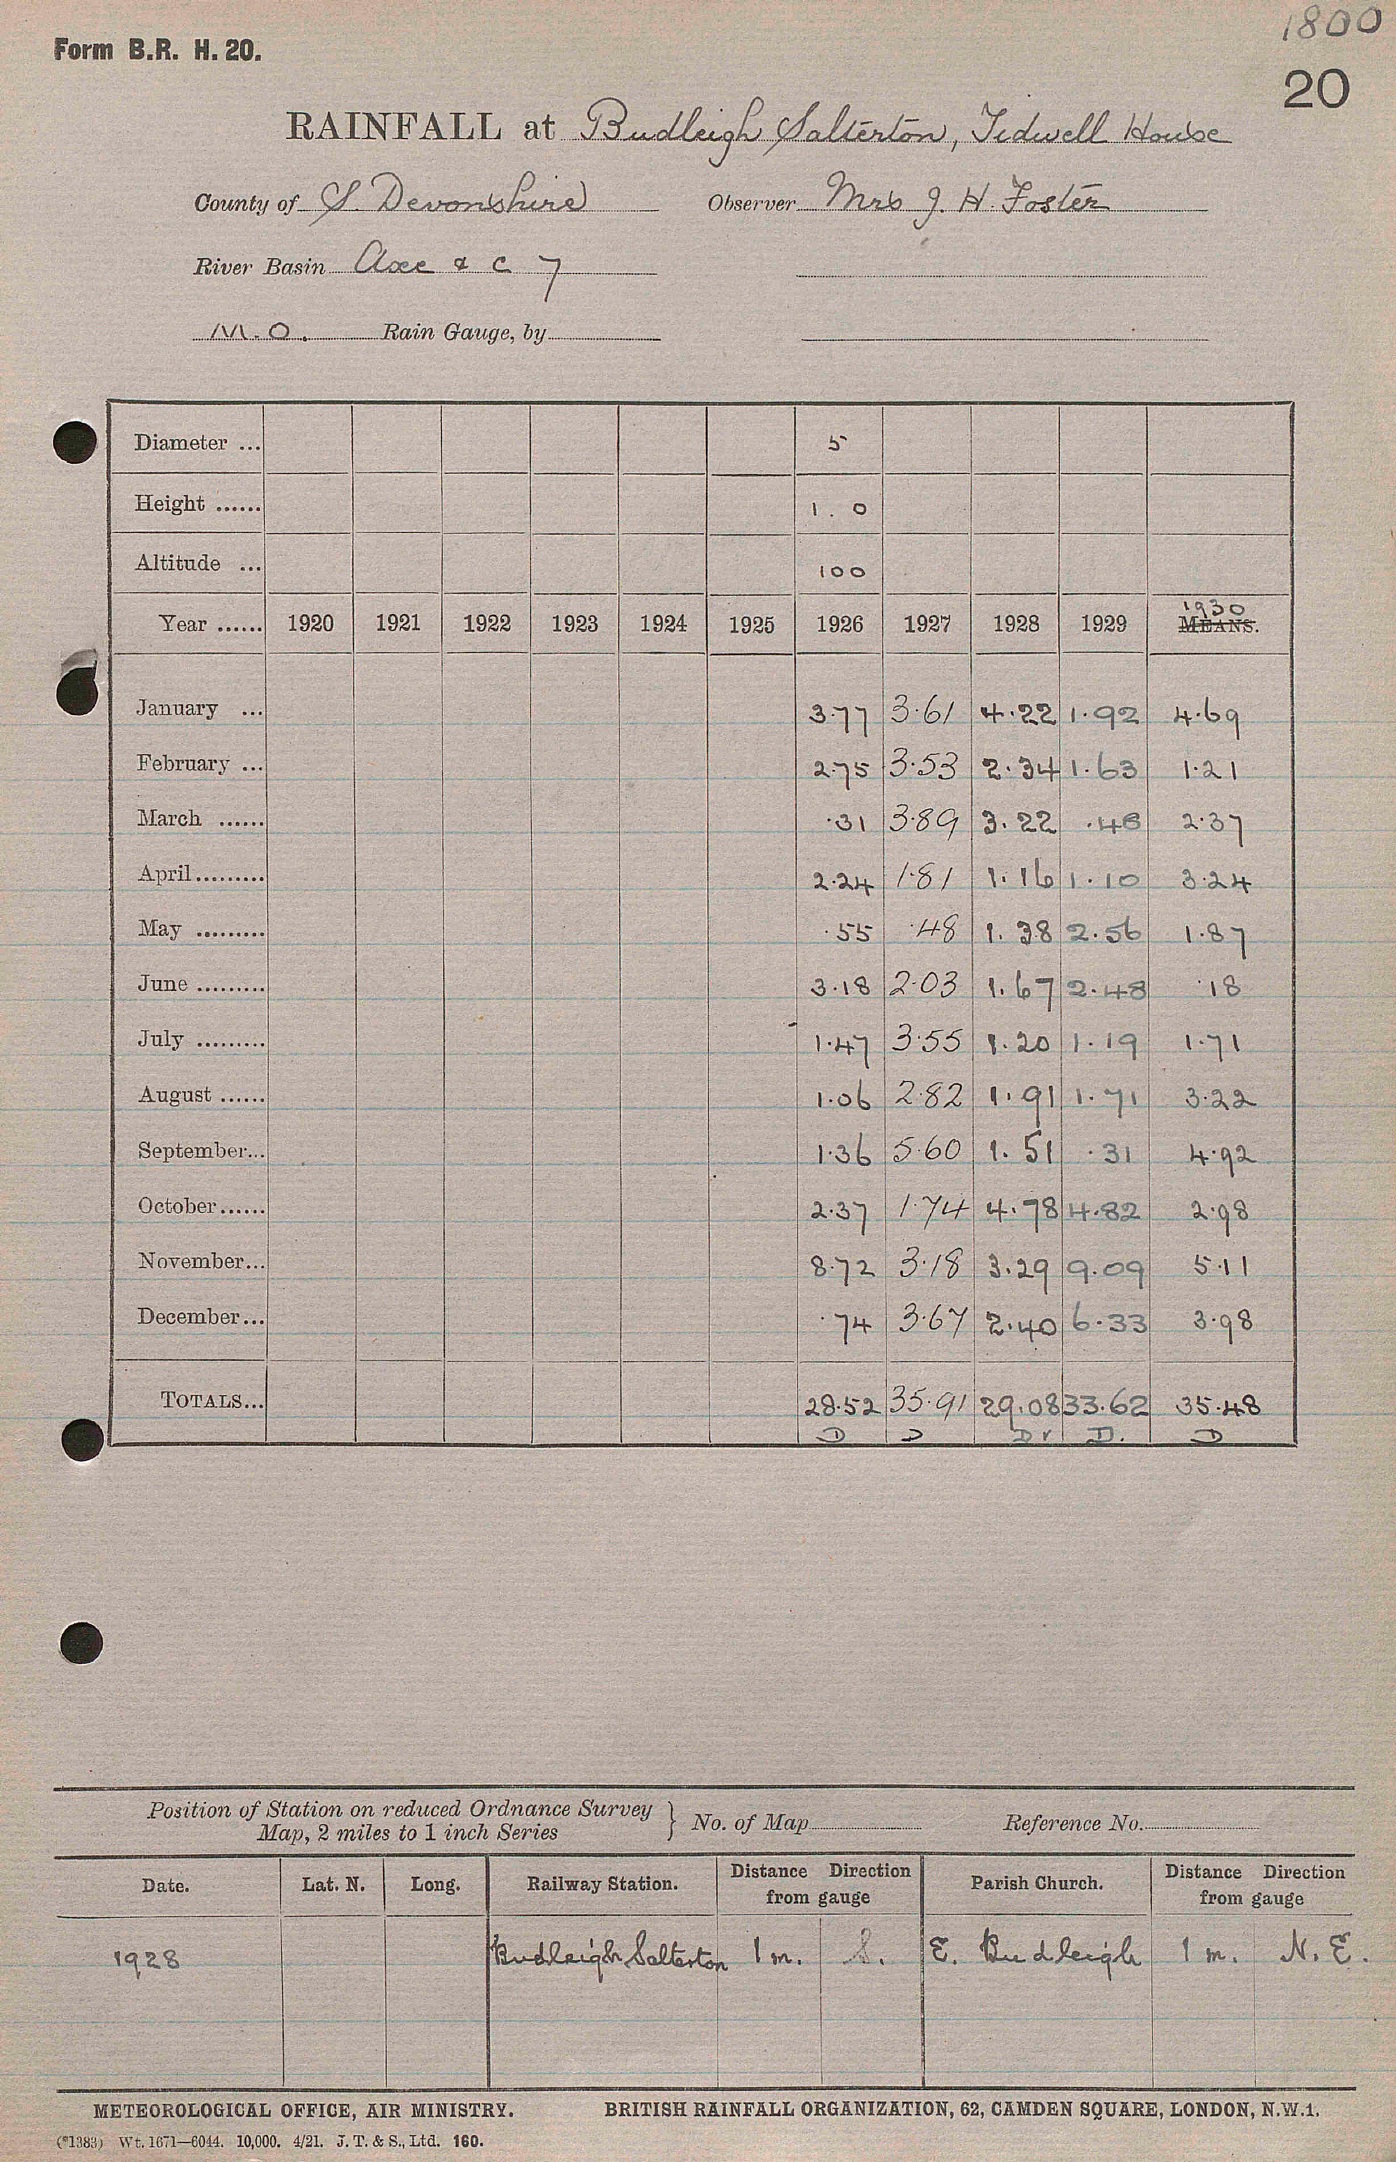 1800
Form B.R. H. 20.
20
RAINFALL at Budleigh Salterton, Tidwell House
County of S. Devonshire Observer Mrs J. H. Foster
River Basin Axe & c 7
M.O. Rain Gauge, by
Diameter ... 5
Height ...... 1.0
Altitude ... 100
1930
Year ...... 1920 1921 1922 1923 1924 1925 1926 1927 1928 1929 MEANS.
January ... 3.77 3.61 4.22 1.92 4.69
February ... 2.75 3.53 2.34 1.63 1.21
March ...... .31 3.89 3.22 .48 2.37
April......... 2.24 1.81 1.16 1.10 3.24
May ......... .55 .48 1.38 2.56 1.87
June ......... 3.18 2.03 1.67 2.48 .18
July ......... 1.47 3.55 1.20 1.19 1.71
August ...... 1.06 2.82 1.91 1.71 3.22
September... 1.36 5.60 1.51 .31 4.92
October...... 2.37 1.74 4.78 4.82 2.98
November... 8.72 3.18 3.29 9.09 5.11
December... .74 3.67 2.40 6.33 3.98
TOTALS... 28.52 35.91 29.08 33.62 35.48
D D D r D. D
Position of Station on reduced Ordnance Survey
Map, 2 miles to 1 inch Series } No. of Map Reference No.
Date. Lat. N. Long. Railway Station. Distance Direction from gauge Parish Church. Distance Direction from gauge
1928 Budleigh Salterton 1 m. S. E. Budleigh 1 m. N.E.
METEOROLOGICAL OFFICE, AIR MINISTRY. BRITISH RAINFALL ORGANIZATION, 62, CAMDEN SQUARE, LONDON, N.W.1.
(*1383) Wt. 1671—6044. 10,000. 4/21. J. T. & S., Ltd. 160.